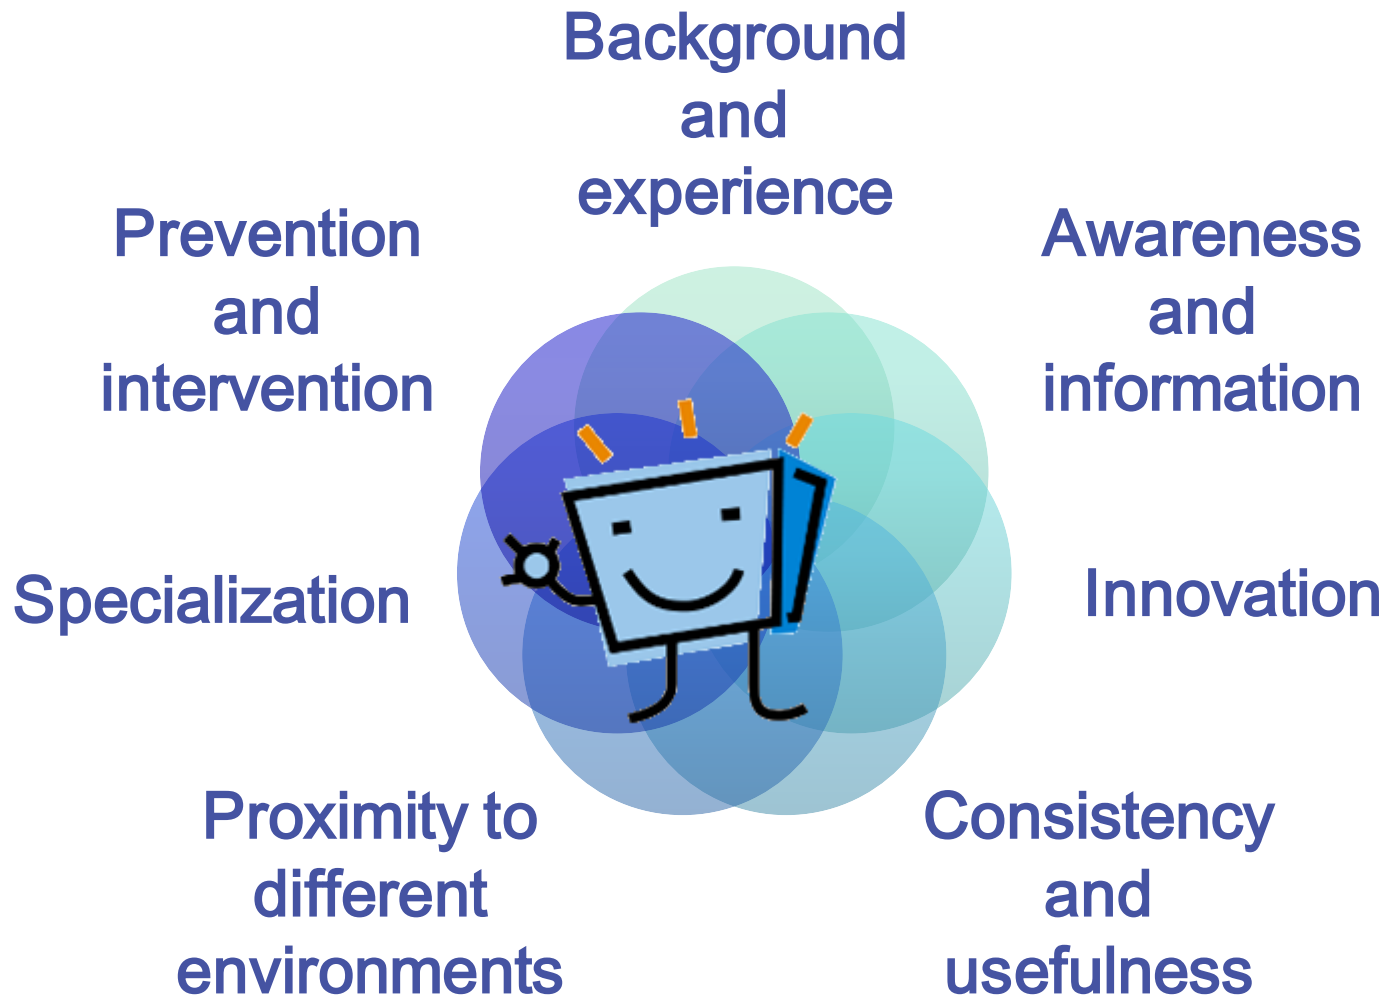 Background
and
experience
Awareness
and
information
Innovation
Consistency
and
usefulness
Proximity to
different
environments
Specialization
Prevention
and
intervention